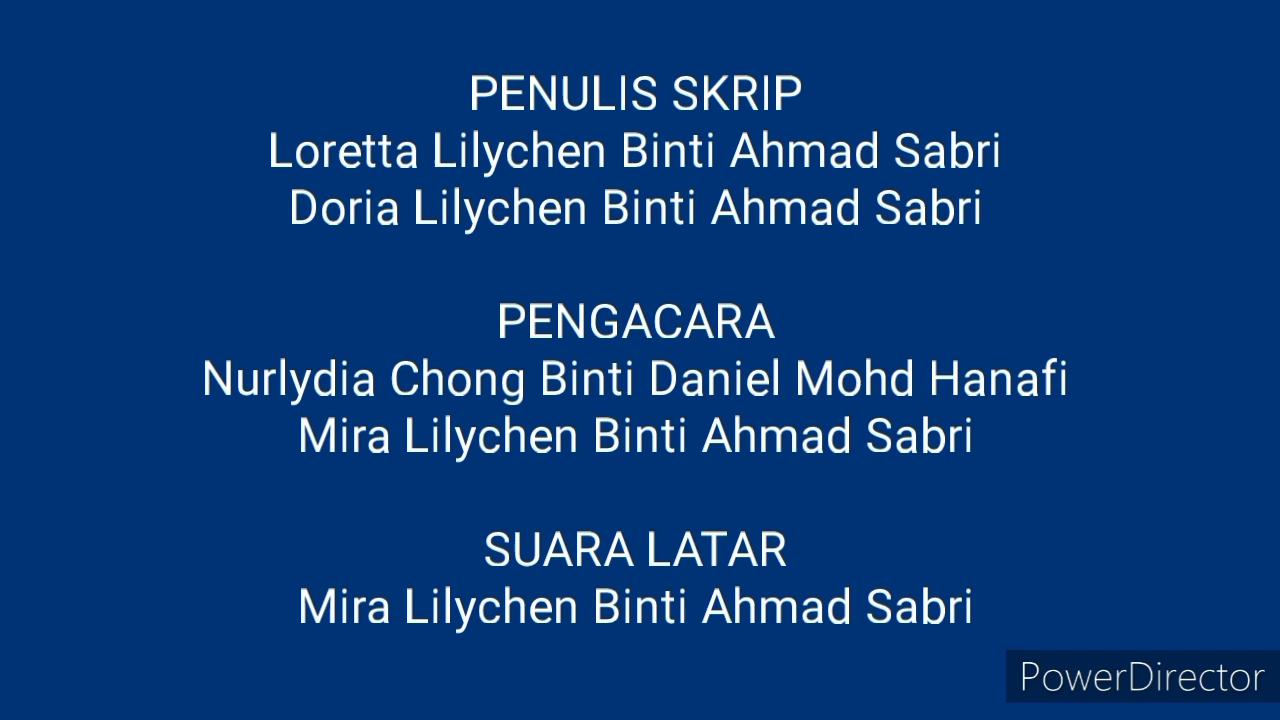 PENULIS SKRIP
Loretta Lilychen Binti Ahmad Sabri
Doria Lilychen Binti Ahmad Sabri
PENGACARA
Nurlydia Chong Binti Daniel Mohd Hanafi
Mira Lilychen Binti Ahmad Sabri
SUARA LATAR
Mira Lilychen Binti Ahmad Sabri
PowerDirector